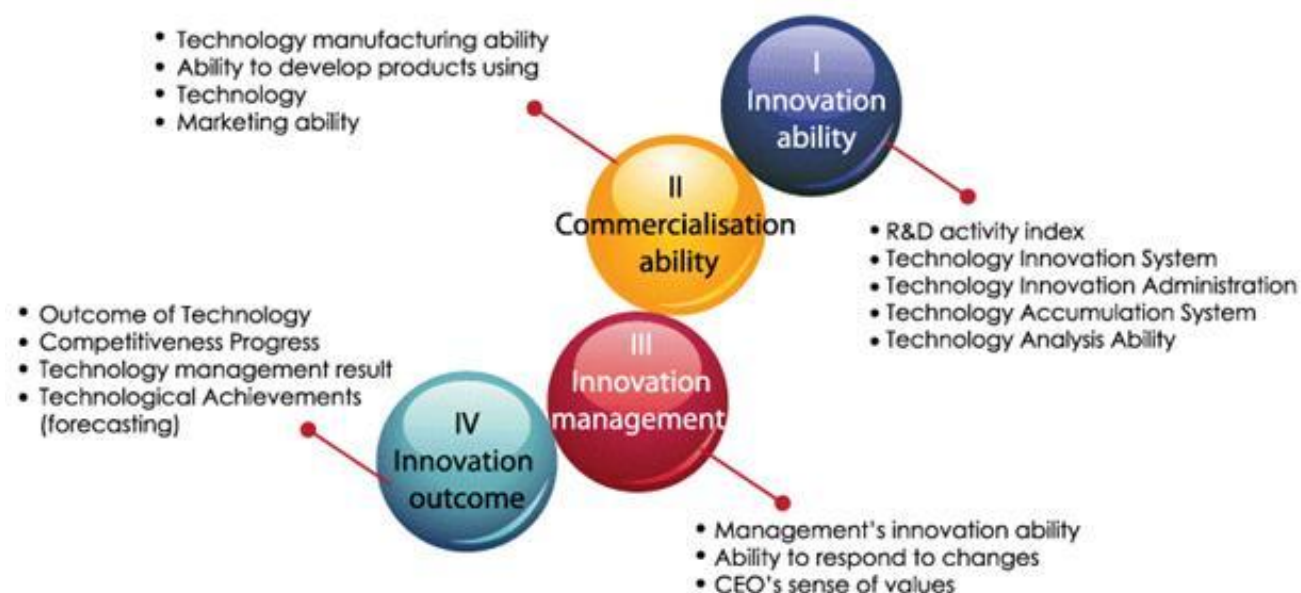 • Technology manufacturing ability
• Ability to develop products using
• Technology
• Marketing ability
I
Innovation
ability
II
Commercialisation
ability
• R&D activity index
• Technology Innovation System
• Technology Innovation Administration
• Technology Accumulation System
• Technology Analysis Ability
• Outcome of Technology
• Competitiveness Progress
• Technology management result
• Technological Achievements
(forecasting)
III
Innovation
management
IV
Innovation
outcome
• Management's innovation ability
• Ability to respond to changes
• CEO's sense of values